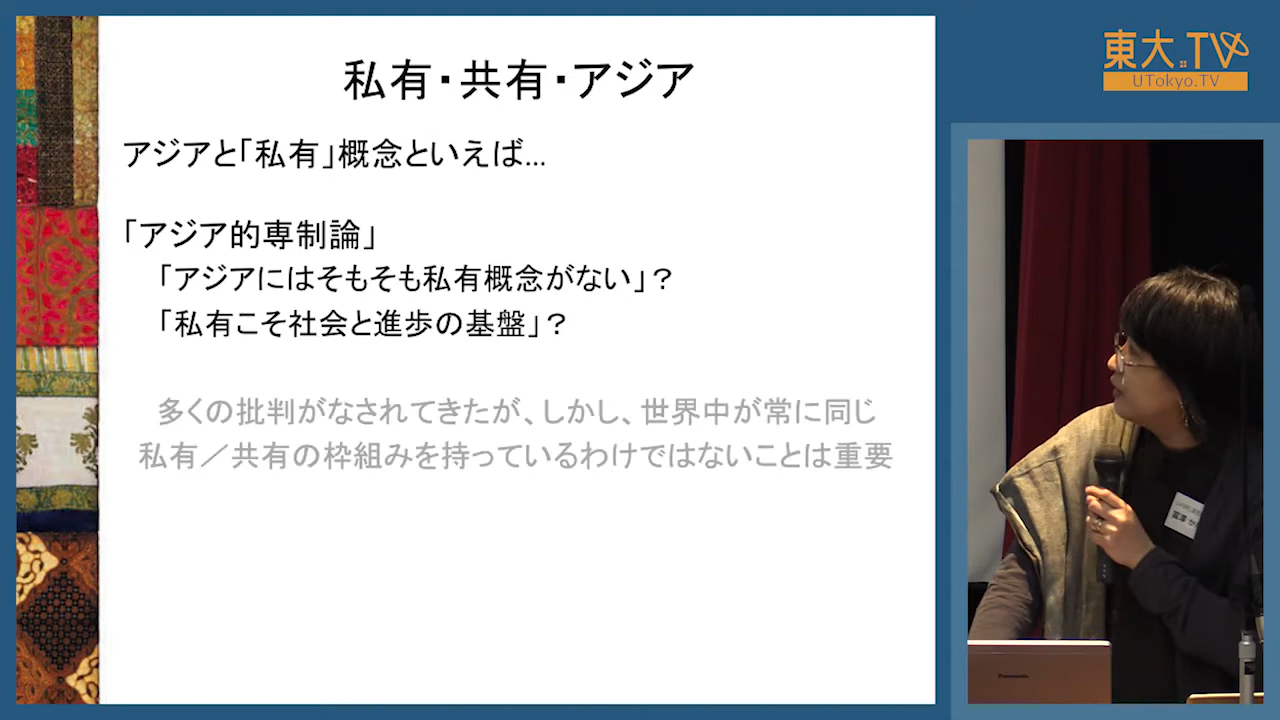 私有・共有・アジア
アジアと「私有」概念といえば…
「アジア的専制論」
「アジアにはそもそも私有概念がない」？
「私有こそ社会と進歩の基盤」？
多くの批判がなされてきたが、しかし、世界中が常に同じ
私有／共有の枠組みを持っているわけではないことは重要
東大.TV
UTokyo.TV
Panasonic